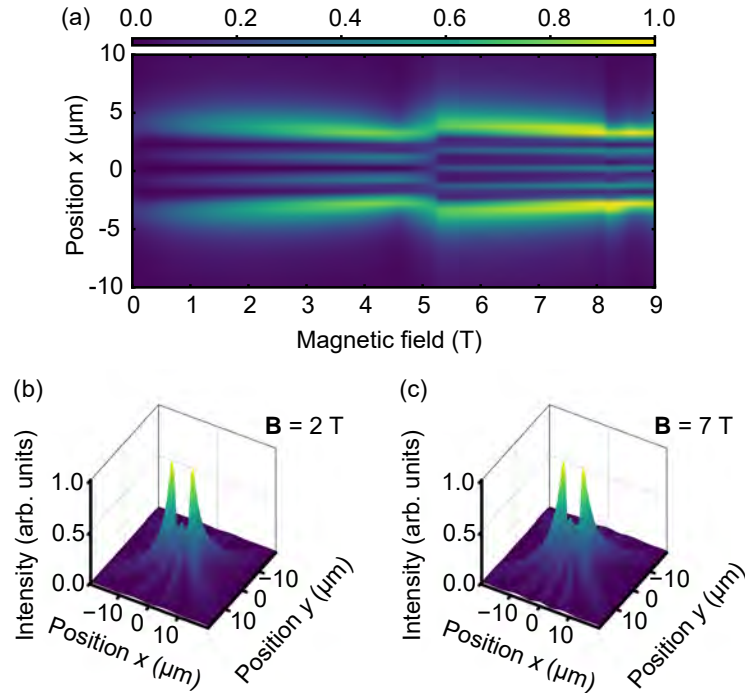 (a)
0.0 0.2 0.4 0.6 0.8 1.0
10
5
0
-5
-10
Position x (μm)
0 1 2 3 4 5 6 7 8 9
Magnetic field (T)
(b)
B = 2 T
Intensity (arb. units)
1.0
0.5
0.0
−10
0
10
Position x (μm)
−10
0
10
Position y (μm)
(c)
B = 7 T
Intensity (arb. units)
1.0
0.5
0.0
−10
0
10
Position x (μm)
−10
0
10
Position y (μm)